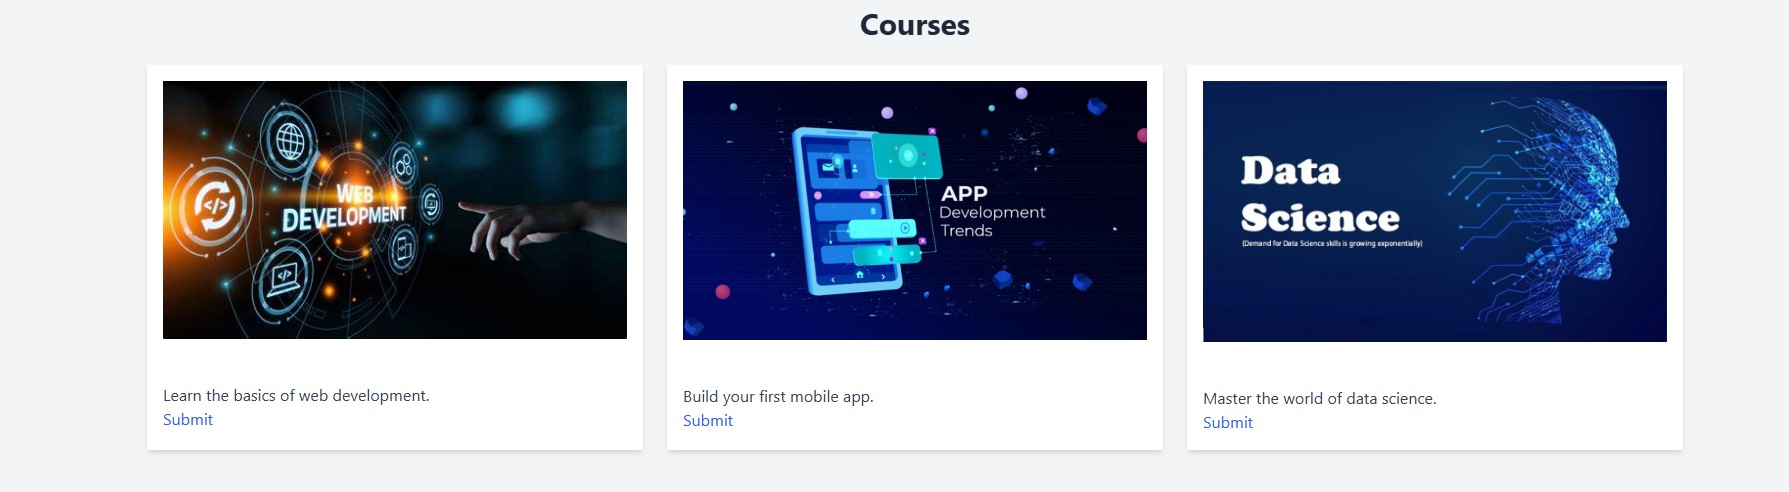 Courses
WEB
DEVELOPMENT
Learn the basics of web development.
Submit
APP
Development
Trends
Build your first mobile app.
Submit
Data
Science
(Demand for Data Science skills is growing exponentially)
Master the world of data science.
Submit